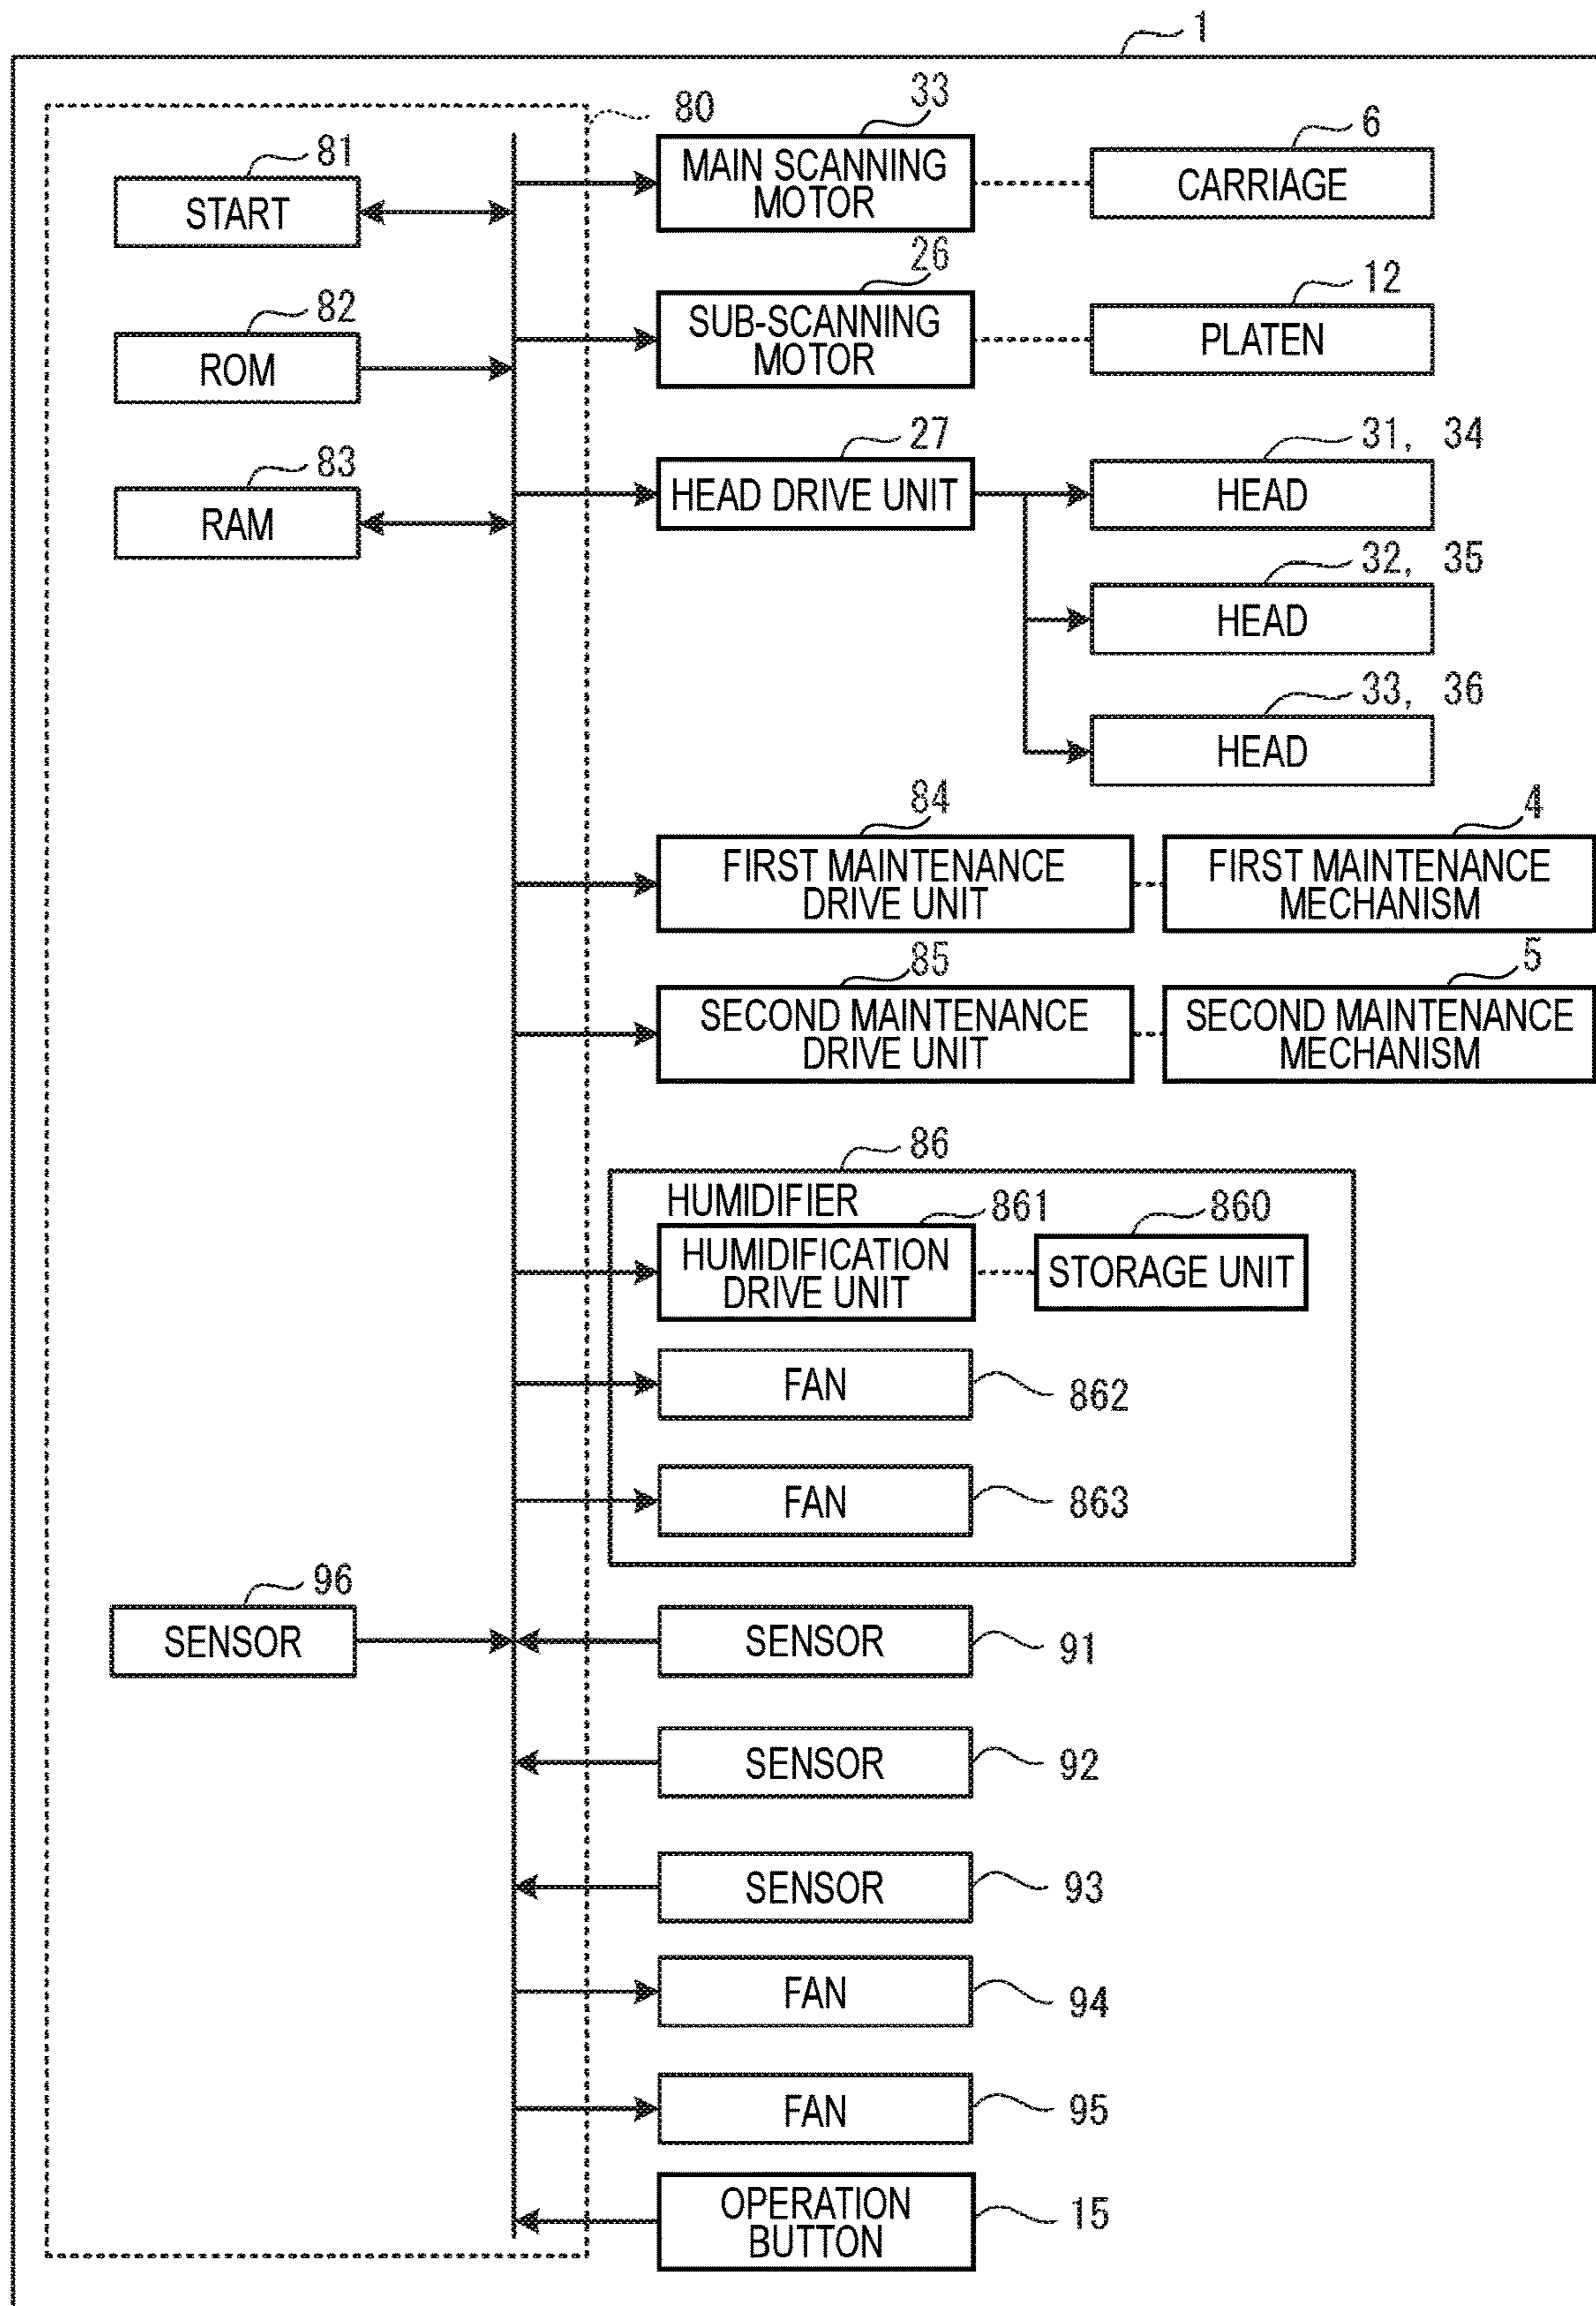 1
80
33
6
81
MAIN SCANNING
MOTOR
CARRIAGE
START
26
12
82
SUB-SCANNING
MOTOR
PLATEN
ROM
27
31, 34
83
HEAD DRIVE UNIT
HEAD
RAM
32, 35
HEAD
33, 36
HEAD
84
4
FIRST MAINTENANCE
DRIVE UNIT
FIRST MAINTENANCE
MECHANISM
85
5
SECOND MAINTENANCE
DRIVE UNIT
SECOND MAINTENANCE
MECHANISM
86
HUMIDIFIER
861
860
HUMIDIFICATION
DRIVE UNIT
STORAGE UNIT
FAN
862
FAN
863
96
SENSOR
SENSOR
91
SENSOR
92
SENSOR
93
FAN
94
FAN
95
OPERATION
BUTTON
15